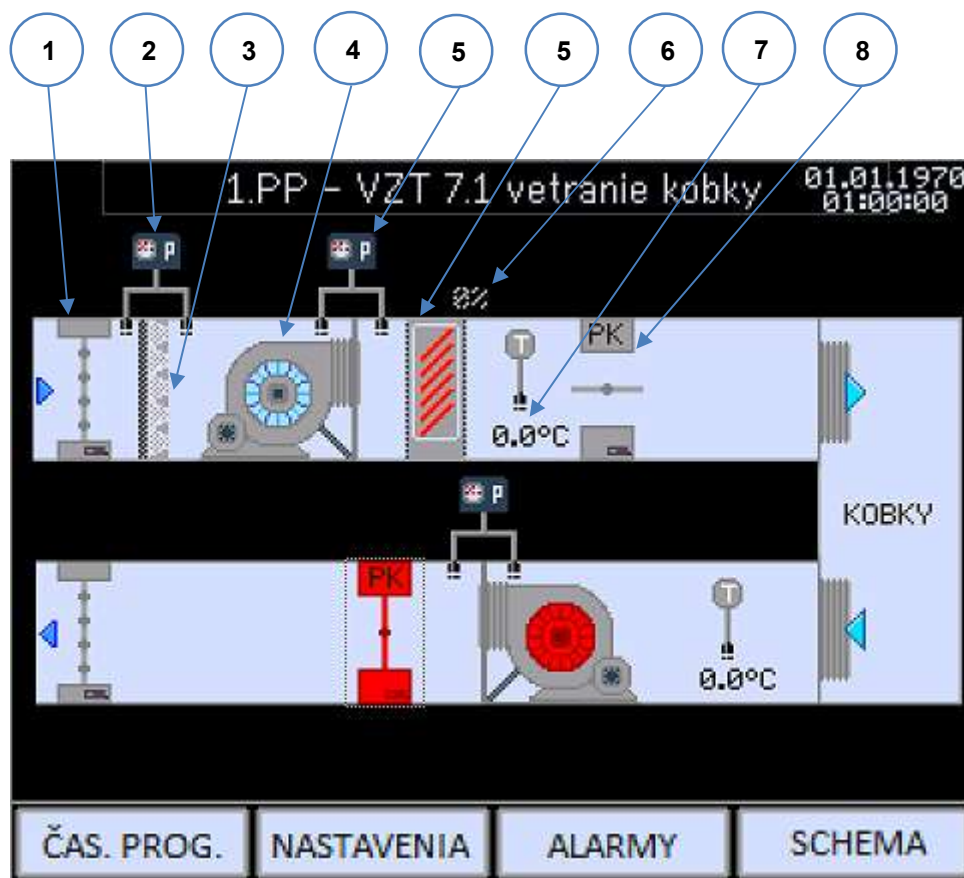 1 2 3 4 5 5 6 7 8
1.PP - VZT 7.1 vetranie kobky
01.01.1970
01:00:00
P P
0%
PK
T
0.0°C
P
KOBKY
PK
T
0.0°C
ČAS. PROG. NASTAVENIA ALARMY SCHEMA